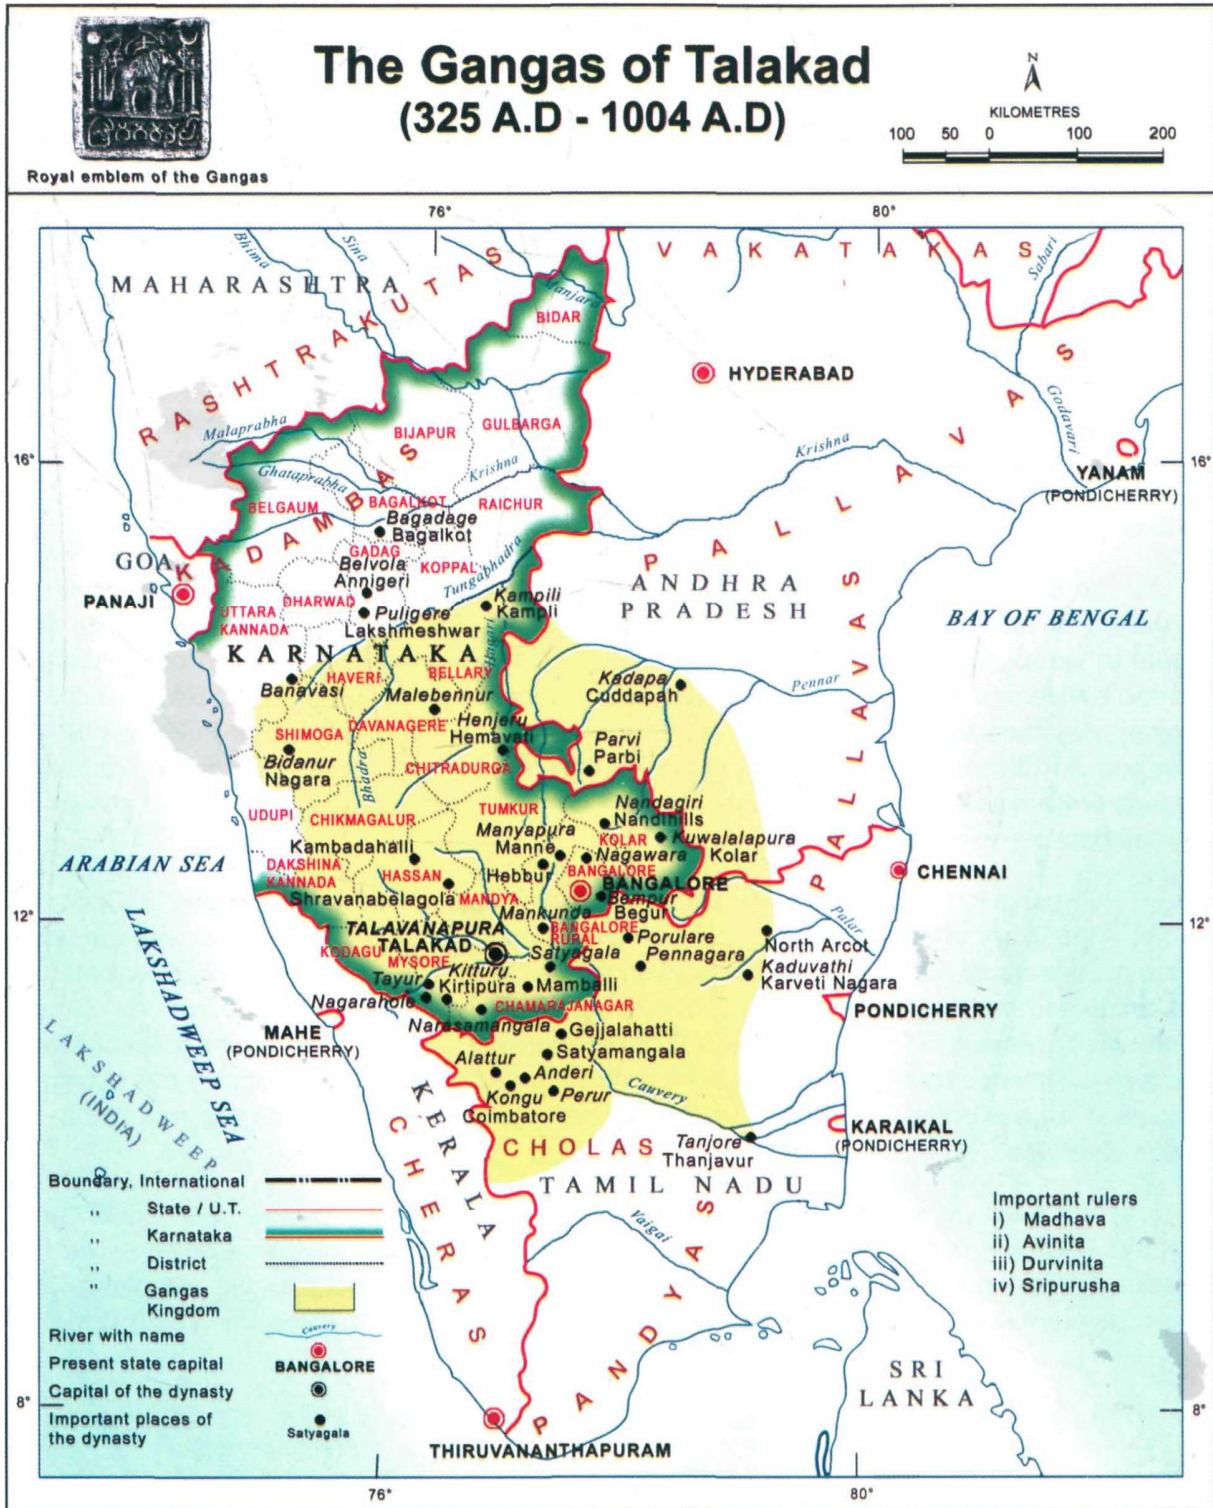 The Gangas of Talakad
(325 A.D - 1004 A.D)
Royal emblem of the Gangas
N
KILOMETRES
100 50 0 100 200
76° 80°
Bhima
Sina
VAKATAKAS
Sabari
MAHARASHTRA
Manjara
BIDAR
RASHTRAKUTAS
HYDERABAD
Godavari
Malaprabha
BIJAPUR
GULBARGA
PALLAVAS
Krishna
16°
Ghataprabha
Krishna
YANAM
(PONDICHERRY)
16°
BELGAUM
BAGALKOT
RAICHUR
KADAMBAS
Bagadage
Bagalkot
GADAG
GOA
Belvola
Annigeri
KOPPAL
Tungabhadra
ANDHRA
PRADESH
PALLAVAS
PANAJI
DHARWAD
UTTARA
KANNADA
Puligere
Lakshmeshwar
Kampili
Kampli
BAY OF BENGAL
Hagari
KARNATAKA
HAVERI
BELLARY
Banavasi
Malebennur
Kadapa
Cuddapah
Pennar
SHIMOGA
DAVANAGERE
Henjeru
Hemavati
Bidanur
Nagara
Parvi
Parbi
Bhadra
CHITRADURGA
UDUPI
CHIKMAGALUR
TUMKUR
Nandagiri
Nandihills
Manyapura
Manne
KOLAR
Kuwalalapura
Kolar
Kambadahalli
Nagawara
ARABIAN SEA
DAKSHINA
KANNADA
HASSAN
Hebbur
BANGALORE
BANGALORE
CHENNAI
Shravanabelagola
MANDYA
Bempur
Begur
12°
LAKSHADWEEP SEA
Mankunda
Palar
12°
TALAVANAPURA
TALAKAD
BANGALORE
RURAL
Porulare
Pennagara
North Arcot
KODAGU
MYSORE
Satyagala
Kaduvathi
Karveti Nagara
Tayur
Kitturu
Kirtipura
Mamballi
Nagarahole
CHAMARAJANAGAR
PONDICHERRY
Narasamangala
MAHE
(PONDICHERRY)
Gejjalahatti
LAKSHADWEEP
(INDIA)
Alattur
Satyamangala
Anderi
KERALA
Kongu
Coimbatore
Perur
Cauvery
CHERAS
CHOLAS
Tanjore
Thanjavur
KARAIKAL
(PONDICHERRY)
TAMIL NADU
Vaigai
PANDYAS
Boundary, International
,, State / U.T.
,, Karnataka
,, District
,, Gangas
Kingdom
River with name Cauvery
Present state capital BANGALORE
Capital of the dynasty
Important places of
the dynasty Satyagala
Important rulers
i) Madhava
ii) Avinita
iii) Durvinita
iv) Sripurusha
SRI
LANKA
8° 8°
THIRUVANANTHAPURAM
76° 80°